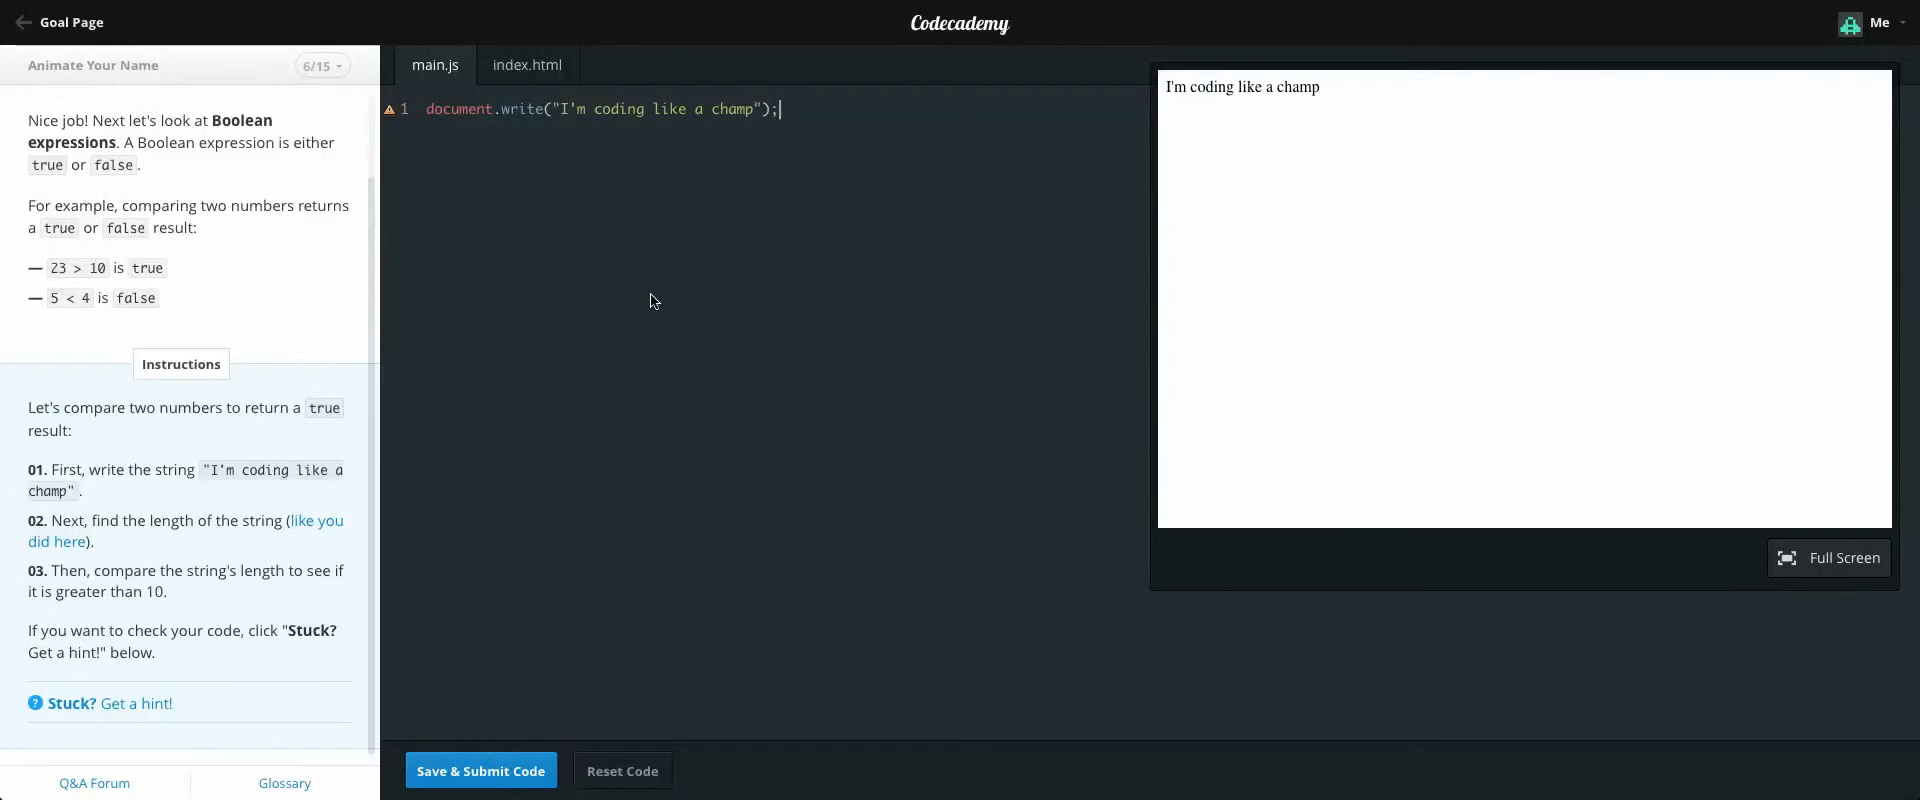 Goal Page
Codecademy
Me
Animate Your Name
6/15
main.js
index.html
Nice job! Next let's look at Boolean
expressions. A Boolean expression is either
true or false.
For example, comparing two numbers returns
a true or false result:
— 23 > 10 is true
— 5 < 4 is false
Instructions
Let's compare two numbers to return a true
result:
01. First, write the string "I'm coding like a
champ".
02. Next, find the length of the string (like you
did here).
03. Then, compare the string's length to see if
it is greater than 10.
If you want to check your code, click "Stuck?
Get a hint!" below.
? Stuck? Get a hint!
Q&A Forum
Glossary
1 document.write("I'm coding like a champ");
I'm coding like a champ
Full Screen
Save & Submit Code
Reset Code